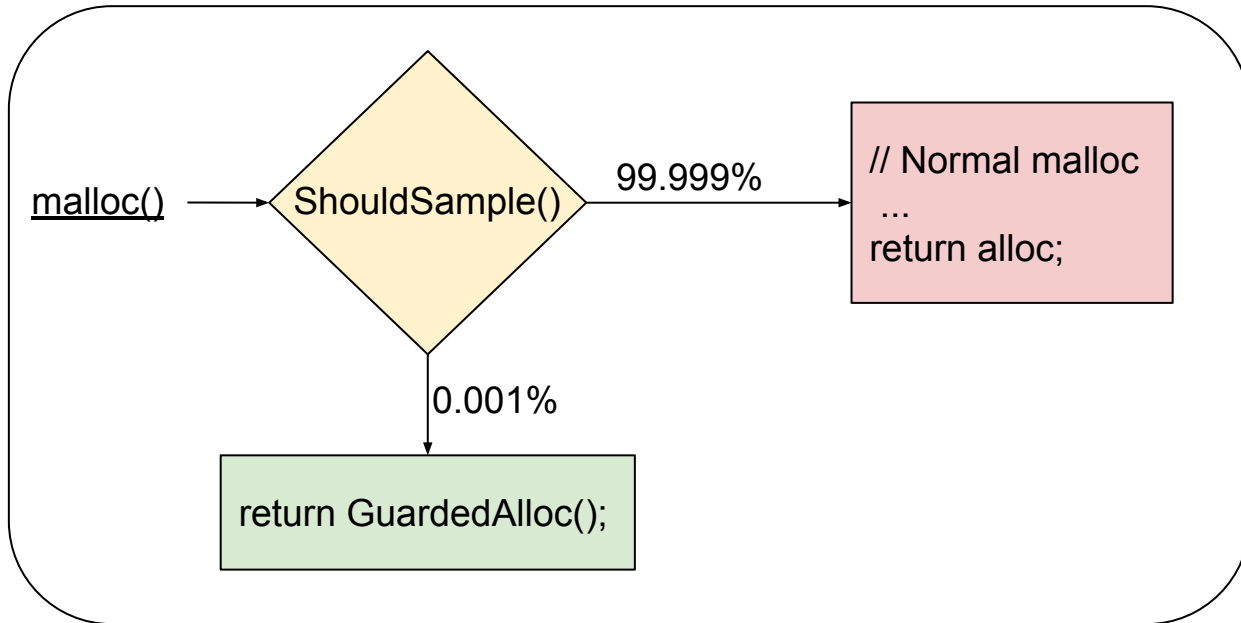 malloc()
ShouldSample()
99.999%
// Normal malloc
...
return alloc;
0.001%
return GuardedAlloc();